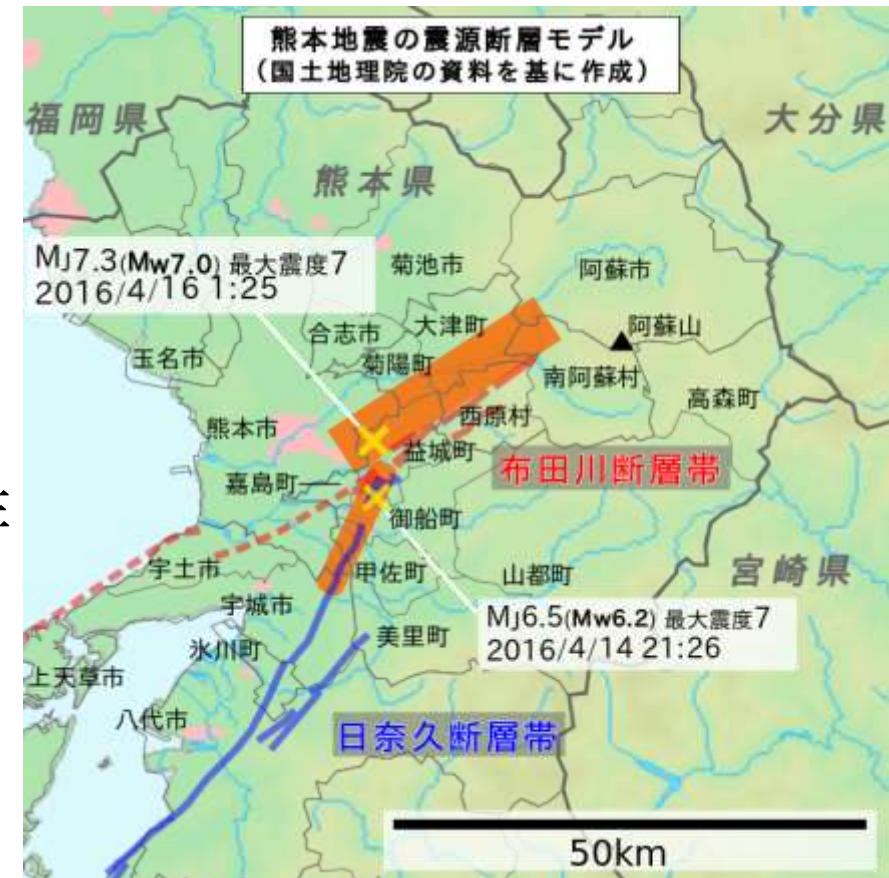 熊本地震の震源断層モデル
（国土地理院の資料を基に作成）
福岡県
大分県
熊本県
MJ7.3(Mw7.0) 最大震度7
2016/4/16 1:25
菊池市
阿蘇市
合志市
大津町
阿蘇山
玉名市
菊陽町
南阿蘇村
高森町
熊本市
西原村
益城町
布田川断層帯
嘉島町
御船町
宇土市
甲佐町
山都町
宮崎県
宇城市
MJ6.5(Mw6.2) 最大震度7
2016/4/14 21:26
氷川町
美里町
上天草市
八代市
日奈久断層帯
50km